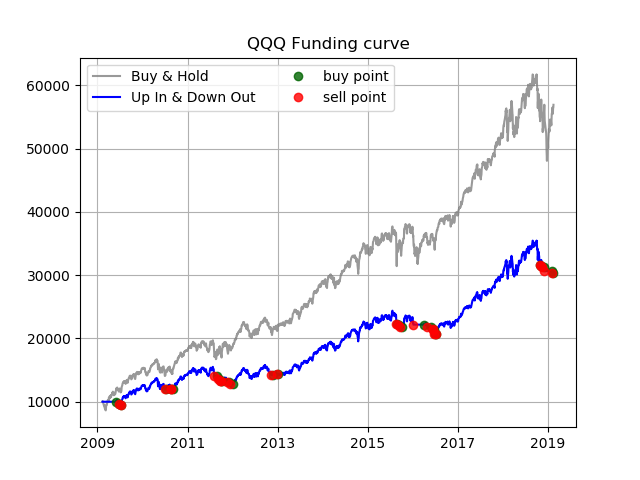 QQQ Funding curve
Buy & Hold
Up In & Down Out
buy point
sell point
60000
50000
40000
30000
20000
10000
2009 2011 2013 2015 2017 2019